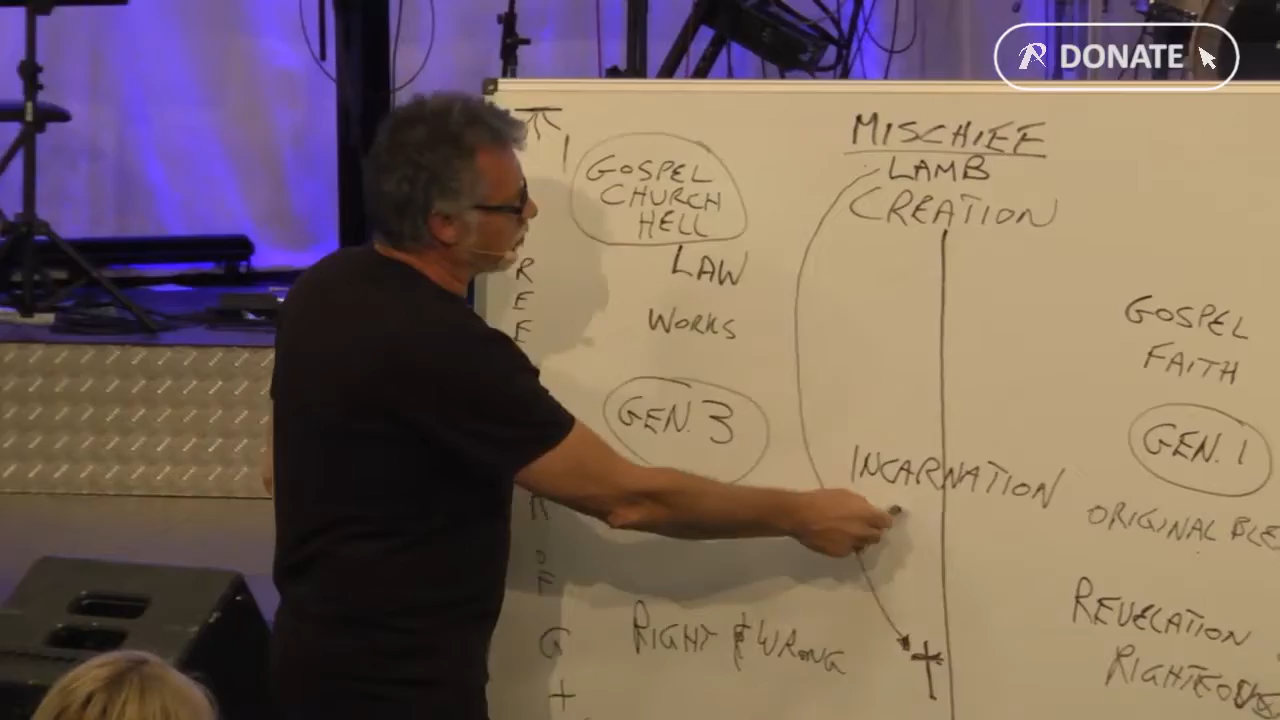 DONATE
MISCHIEF
LAMB
CREATION
GOSPEL
CHURCH
HELL
LAW
WORKS
GEN. 3
RIGHT & WRONG
INCARNATION
GOSPEL
FAITH
GEN. 1
ORIGINAL BLE
REVELATION
R
E
E
R
O
F
G
+